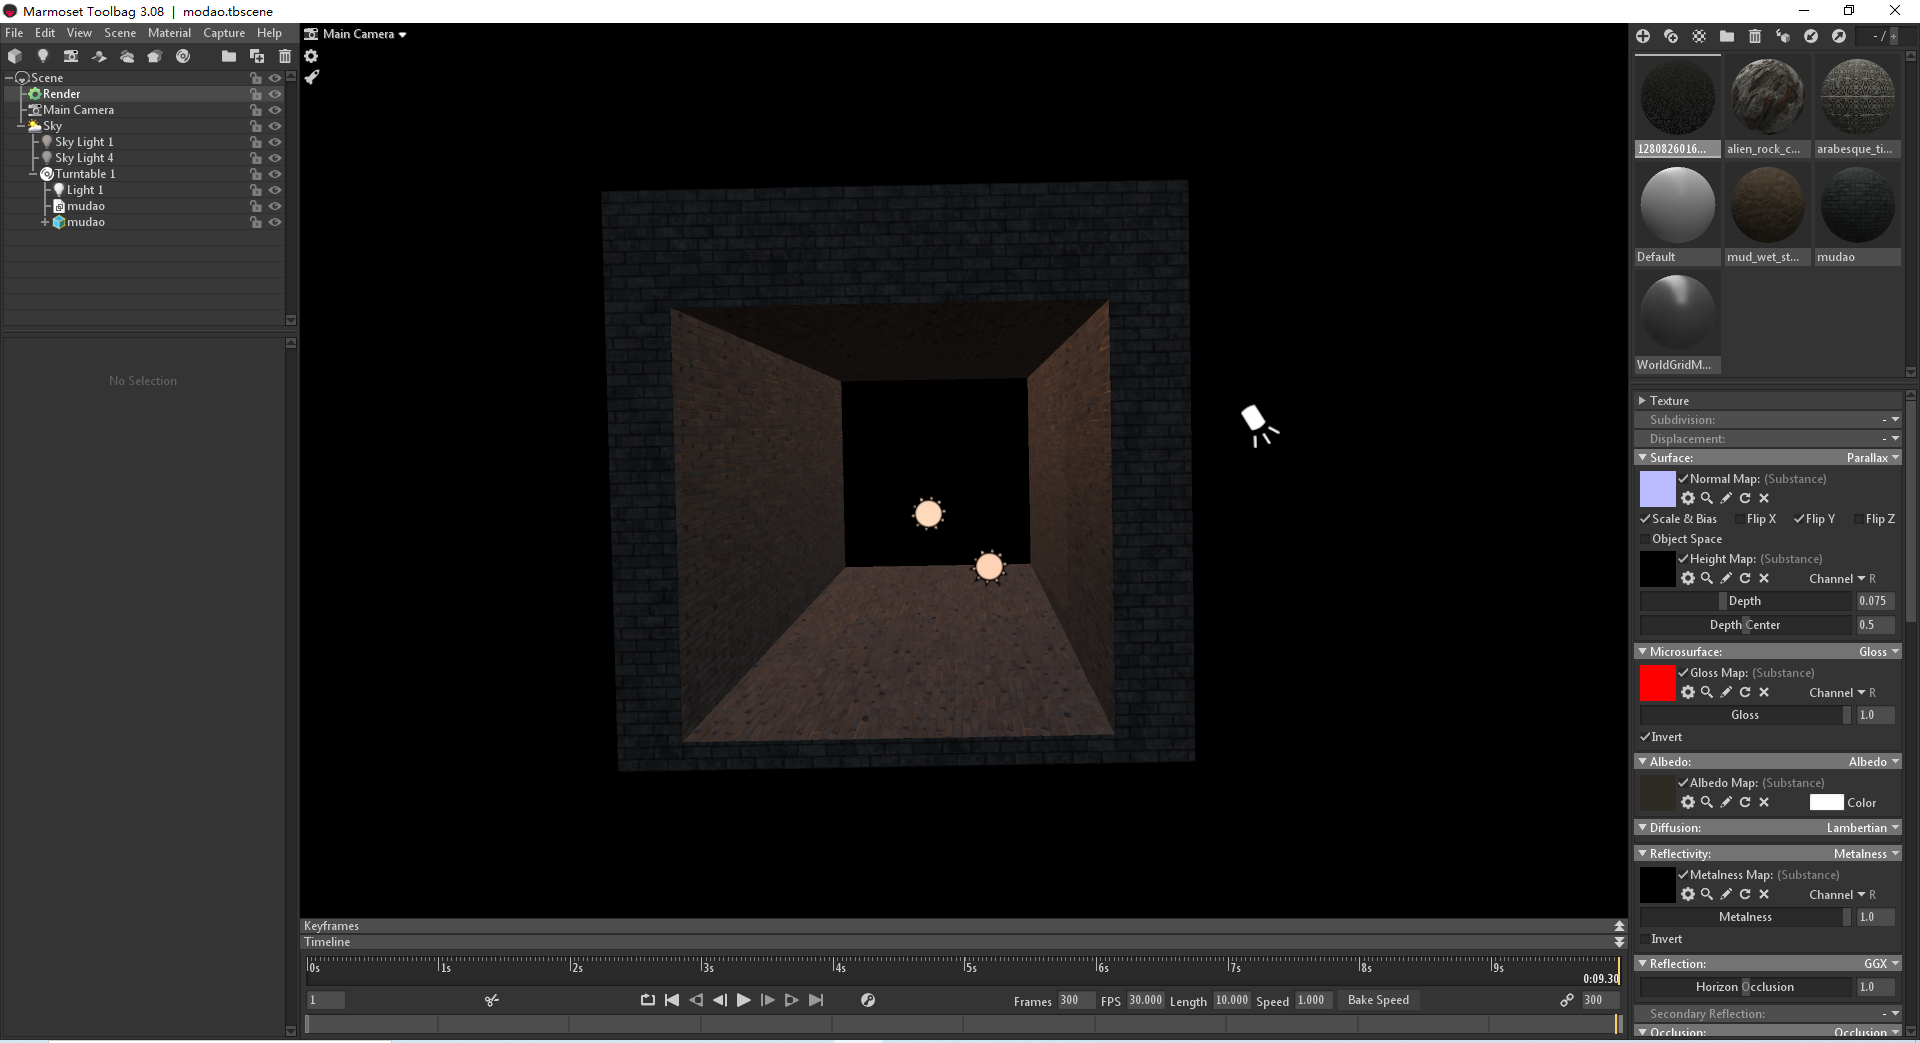 Marmoset Toolbag 3.08 | modao.tbscene
File Edit View Scene Material Capture Help
Main Camera
- / +
Scene
Render
Main Camera
Sky
Sky Light 1
Sky Light 4
Turntable 1
Light 1
mudao
mudao
No Selection
1280826016...
alien_rock_c...
arabesque_ti...
Default
mud_wet_st...
mudao
WorldGridM...
Texture
Subdivision: -
Displacement: -
Surface: Parallax
Normal Map: (Substance)
Scale & Bias Flip X Flip Y Flip Z
Object Space
Height Map: (Substance)
Channel R
Depth 0.075
Depth Center 0.5
Microsurface: Gloss
Gloss Map: (Substance)
Channel R
Gloss 1.0
Invert
Albedo: Albedo
Albedo Map: (Substance)
Color
Diffusion: Lambertian
Reflectivity: Metalness
Metalness Map: (Substance)
Channel R
Metalness 1.0
Invert
Reflection: GGX
Horizon Occlusion 1.0
Secondary Reflection: -
Occlusion: Occlusion
Keyframes
Timeline
0s 1s 2s 3s 4s 5s 6s 7s 8s 9s
0:09.30
1 Frames 300 FPS 30.000 Length 10.000 Speed 1.000 Bake Speed 300